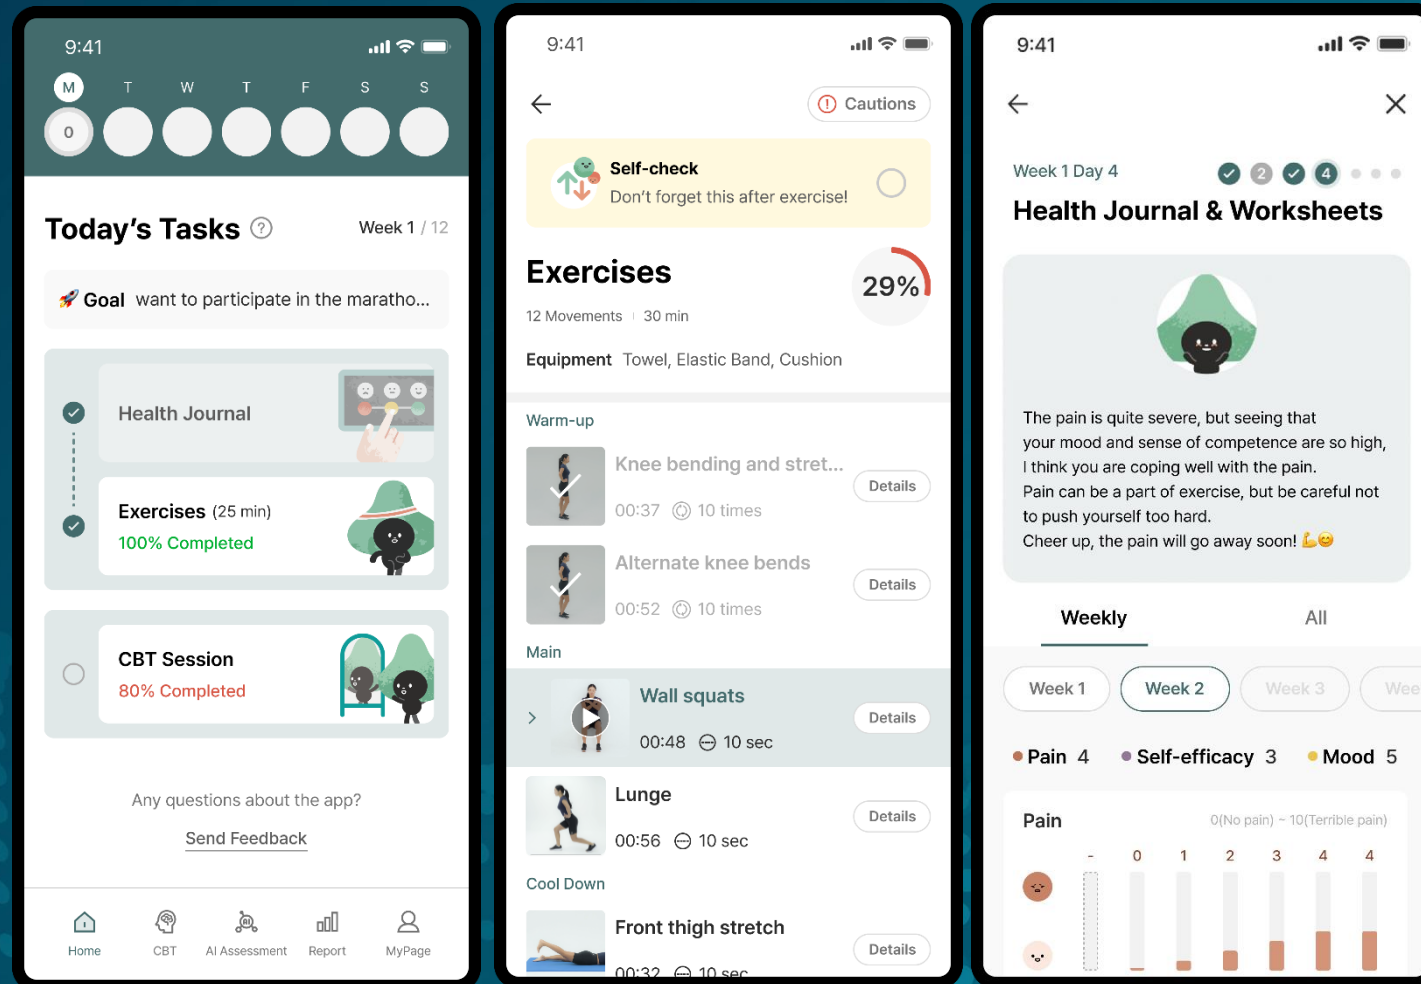 9:41
M T W T F S S
0
Today's Tasks ?
Week 1 / 12
🚀 Goal want to participate in the maratho...
Health Journal
Exercises (25 min)
100% Completed
CBT Session
80% Completed
Any questions about the app?
Send Feedback
Home CBT AI Assessment Report MyPage
AI
9:41
! Cautions
Self-check
Don't forget this after exercise!
Exercises
29%
12 Movements | 30 min
Equipment Towel, Elastic Band, Cushion
Warm-up
Knee bending and stret...
00:37 10 times
Details
Alternate knee bends
00:52 10 times
Details
Main
Wall squats
00:48 10 sec
Details
Lunge
00:56 10 sec
Details
Cool Down
Front thigh stretch
00:32 10 sec
Details
9:41
Week 1 Day 4
2 4
Health Journal & Worksheets
The pain is quite severe, but seeing that
your mood and sense of competence are so high,
I think you are coping well with the pain.
Pain can be a part of exercise, but be careful not
to push yourself too hard.
Cheer up, the pain will go away soon! 💪😊
Weekly All
Week 1 Week 2 Week 3 Wee
Pain 4 Self-efficacy 3 Mood 5
Pain
0(No pain) ~ 10(Terrible pain)
- 0 1 2 3 4 4